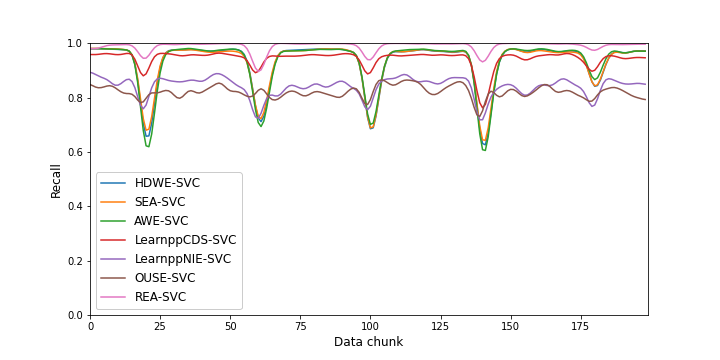 1.0
0.8
0.6
0.4
0.2
0.0
Recall
HDWE-SVC
SEA-SVC
AWE-SVC
LearnppCDS-SVC
LearnppNIE-SVC
OUSE-SVC
REA-SVC
0 25 50 75 100 125 150 175
Data chunk